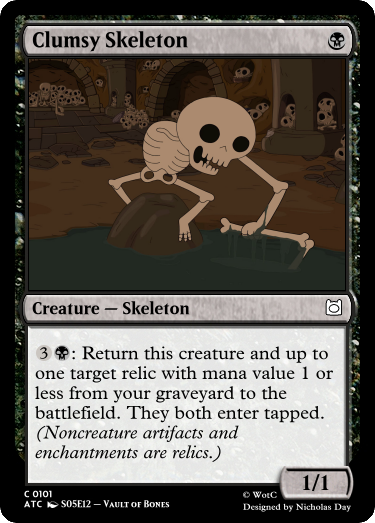 Clumsy Skeleton
3 : Return this creature and up to
one target relic with mana value 1 or
less from your graveyard to the
battlefield. They both enter tapped.
(Noncreature artifacts and
enchantments are relics.)
Creature — Skeleton
1/1
C 0101
ATC S05E12 – Vault of Bones
© WotC
Designed by Nicholas Day